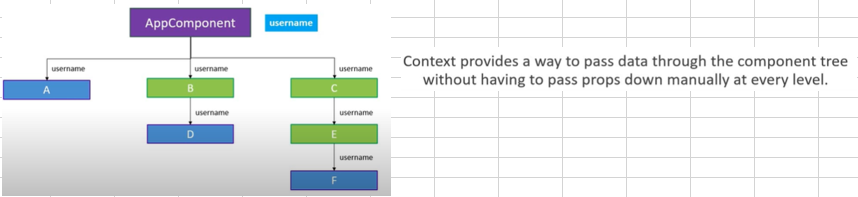 AppComponent username
username username username
A B C
username username
D E
username
F
Context provides a way to pass data through the component tree
without having to pass props down manually at every level.